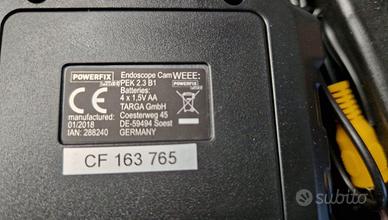 POWERFIX
Endoscope Cam
PEK 2.3 B1
Batteries:
4 x 1,5V AA
TARGA GmbH
Coesterweg 45
DE-59494 Soest
GERMANY
WEEE:
POWERFIX
CE
manufactured:
01/2018
IAN: 288240
CF 163 765
subito